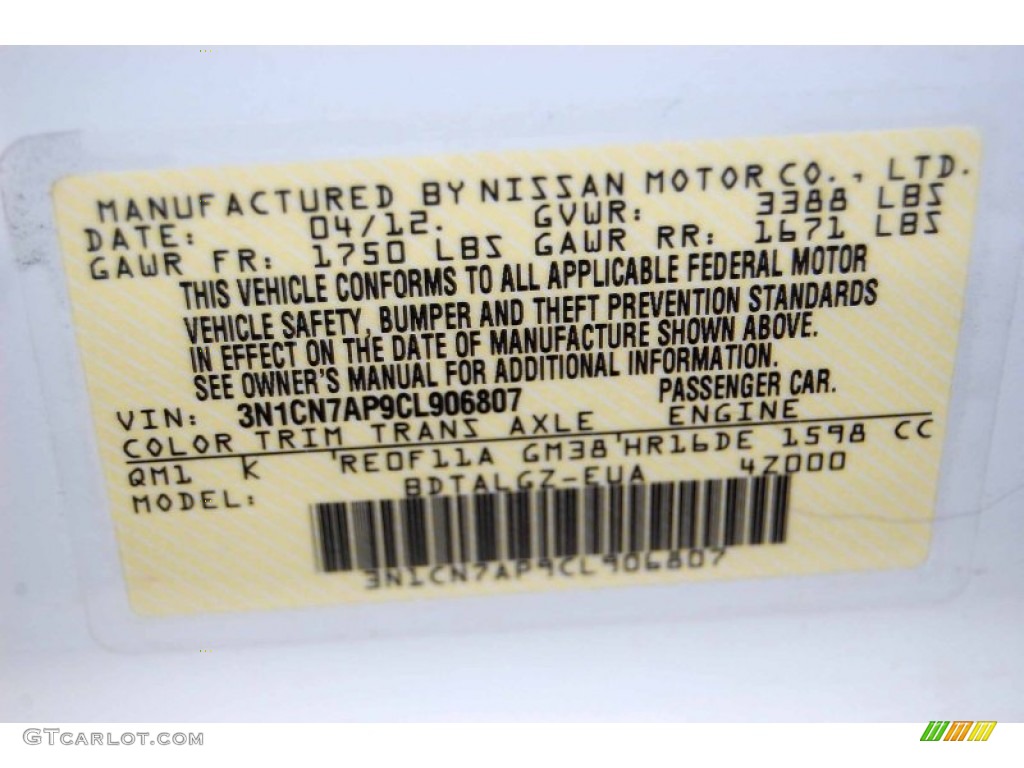 MANUFACTURED BY NISSAN MOTOR CO., LTD.
DATE: 04/12. GVWR: 3388 LBS
GAWR FR: 1750 LBS GAWR RR: 1671 LBS
THIS VEHICLE CONFORMS TO ALL APPLICABLE FEDERAL MOTOR
VEHICLE SAFETY, BUMPER AND THEFT PREVENTION STANDARDS
IN EFFECT ON THE DATE OF MANUFACTURE SHOWN ABOVE.
SEE OWNER'S MANUAL FOR ADDITIONAL INFORMATION.
VIN: 3N1CN7AP9CL906807 PASSENGER CAR.
COLOR TRIM TRANS AXLE ENGINE
QM1 K 'RE0F11A GM38'HR16DE 1598 CC
MODEL: BDTALGZ-EUA 4Z000
3N1CN7AP9CL906807
GTCARLOT.COM